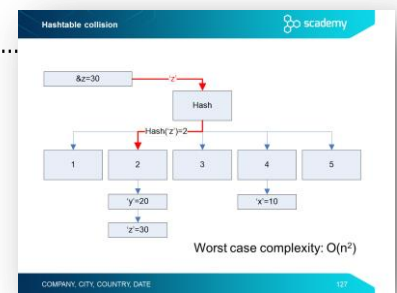 Hashtable collision
scademy
...
&z=30
'z'
Hash
Hash('z')=2
1 2 3 4 5
'y'=20 'x'=10
'z'=30
Worst case complexity: O(n²)
COMPANY, CITY, COUNTRY, DATE 127